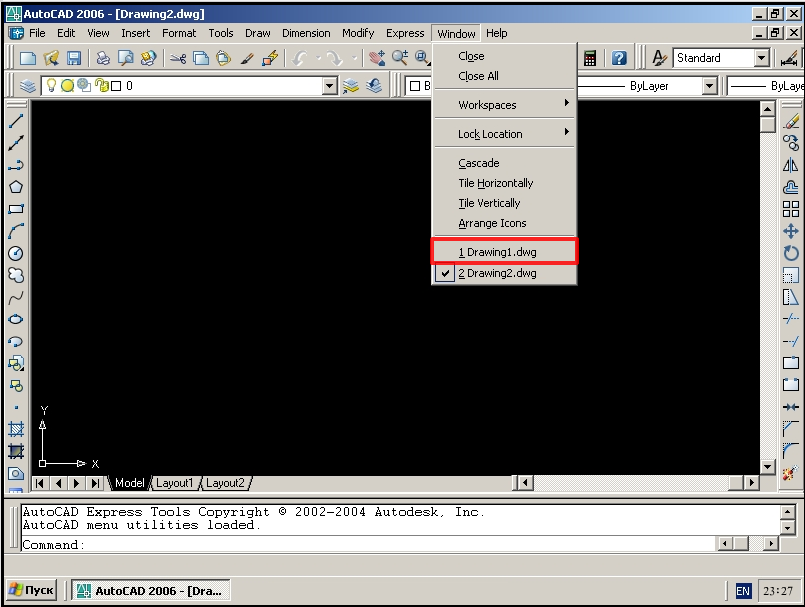 AutoCAD 2006 - [Drawing2.dwg]
File Edit View Insert Format Tools Draw Dimension Modify Express Window Help
Standard
0
B
ByLayer
ByLaye
Close
Close All
Workspaces
Lock Location
Cascade
Tile Horizontally
Tile Vertically
Arrange Icons
1 Drawing1.dwg
2 Drawing2.dwg
Y
X
Model Layout1 Layout2
AutoCAD Express Tools Copyright © 2002-2004 Autodesk, Inc.
AutoCAD menu utilities loaded.
Command:
Пуск
AutoCAD 2006 - [Dra...
EN
23:27